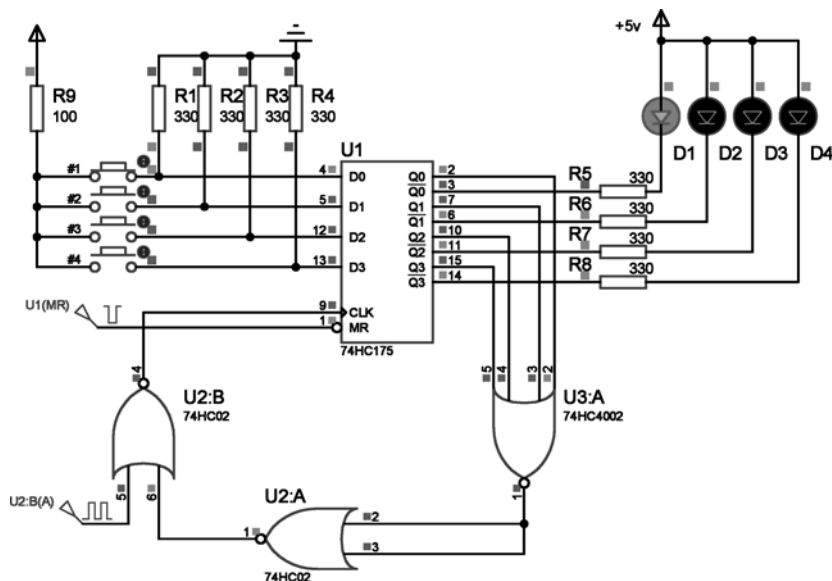 +5v
R9
100
R1
330
R2
330
R3
330
R4
330
U1
#1
#2
#3
#4
4
5
12
13
9
1
D0
D1
D2
D3
CLK
MR
Q0
Q0
Q1
Q1
Q2
Q2
Q3
Q3
2
3
7
6
10
11
15
14
74HC175
R5
330
R6
330
R7
330
R8
330
D1
D2
D3
D4
U1(MR)
4
U2:B
74HC02
5
6
U2:B(A)
5
4
3
2
U3:A
74HC4002
1
U2:A
1
2
3
74HC02